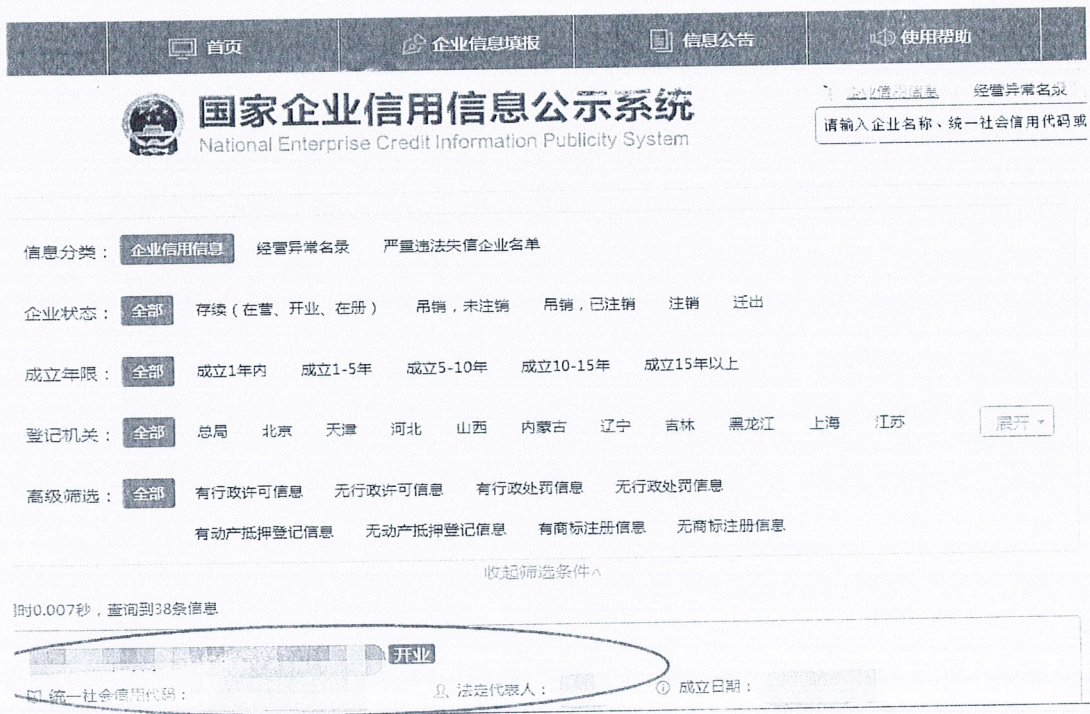 首页 企业信息填报 信息公告 使用帮助
企业信用信息 经营异常名录
国家企业信用信息公示系统
National Enterprise Credit Information Publicity System
请输入企业名称、统一社会信用代码或
信息分类： 企业信用信息 经营异常名录 严重违法失信企业名单
企业状态： 全部 存续（在营、开业、在册） 吊销，未注销 吊销，已注销 注销 迁出
成立年限： 全部 成立1年内 成立1-5年 成立5-10年 成立10-15年 成立15年以上
登记机关： 全部 总局 北京 天津 河北 山西 内蒙古 辽宁 吉林 黑龙江 上海 江苏 展开
高级筛选： 全部 有行政许可信息 无行政许可信息 有行政处罚信息 无行政处罚信息
有动产抵押登记信息 无动产抵押登记信息 有商标注册信息 无商标注册信息
收起筛选条件
用时0.007秒，查询到38条信息
开业
统一社会信用代码： 法定代表人： 成立日期：